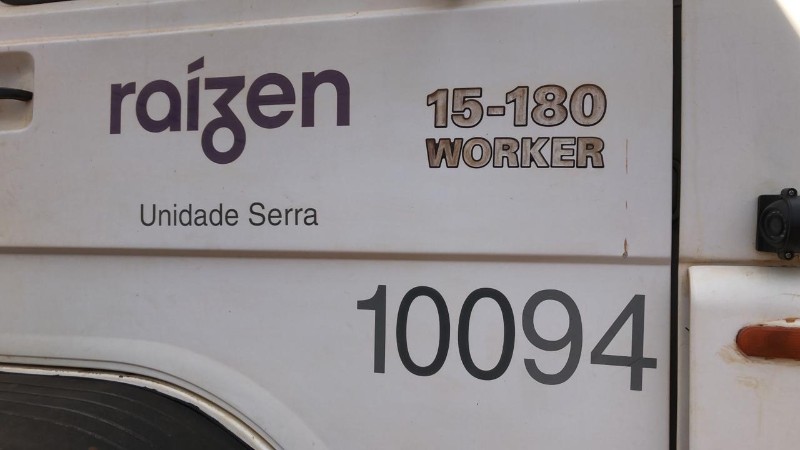 raízen
15-180
WORKER
Unidade Serra
10094